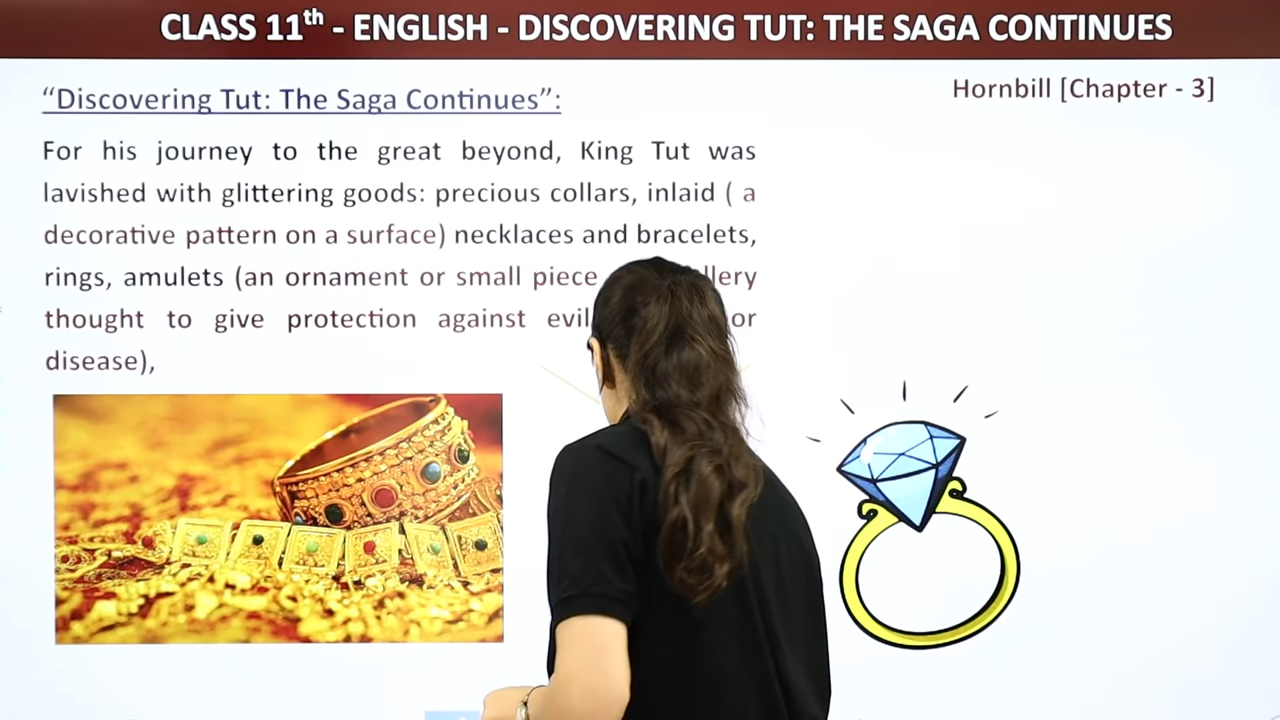 CLASS 11th - ENGLISH - DISCOVERING TUT: THE SAGA CONTINUES
Hornbill [Chapter - 3]
“Discovering Tut: The Saga Continues”:
For his journey to the great beyond, King Tut was
lavished with glittering goods: precious collars, inlaid ( a
decorative pattern on a surface) necklaces and bracelets,
rings, amulets (an ornament or small piece
thought to give protection against evil or
disease),